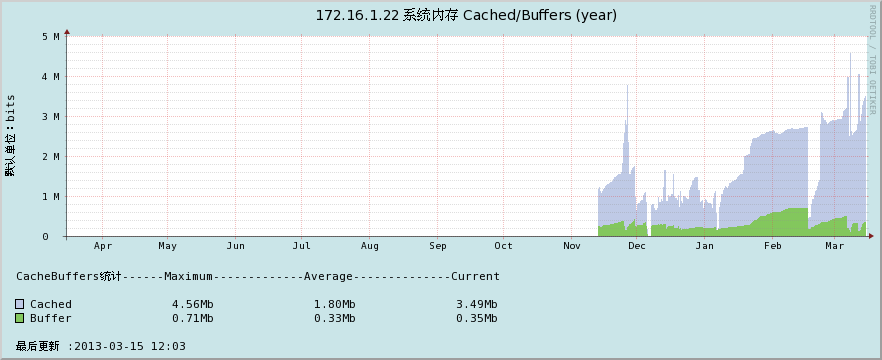 172.16.1.22 系统内存 Cached/Buffers (year)
RRDTOOL / TOBI OETIKER
默认单位：bits
5 M
4 M
3 M
2 M
1 M
0
Apr May Jun Jul Aug Sep Oct Nov Dec Jan Feb Mar
CacheBuffers统计------Maximum-------------Average--------------Current
Cached 4.56Mb 1.80Mb 3.49Mb
Buffer 0.71Mb 0.33Mb 0.35Mb
最后更新 :2013-03-15 12:03